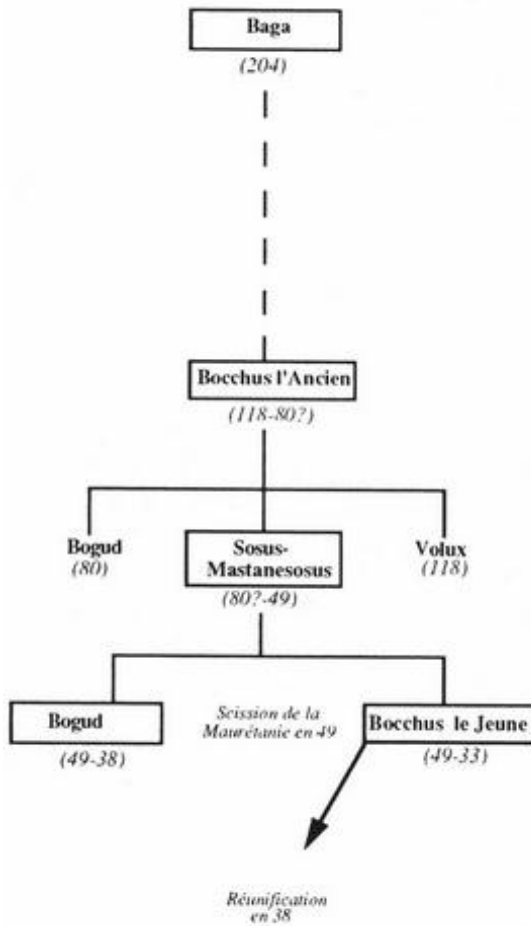 Baga
(204)
Bocchus l'Ancien
(118-80?)
Bogud
(80)
Sosus-
Mastanesosus
(80?-49)
Volux
(118)
Bogud
(49-38)
Scission de la
Maurétanie en 49
Bocchus le Jeune
(49-33)
Réunification
en 38